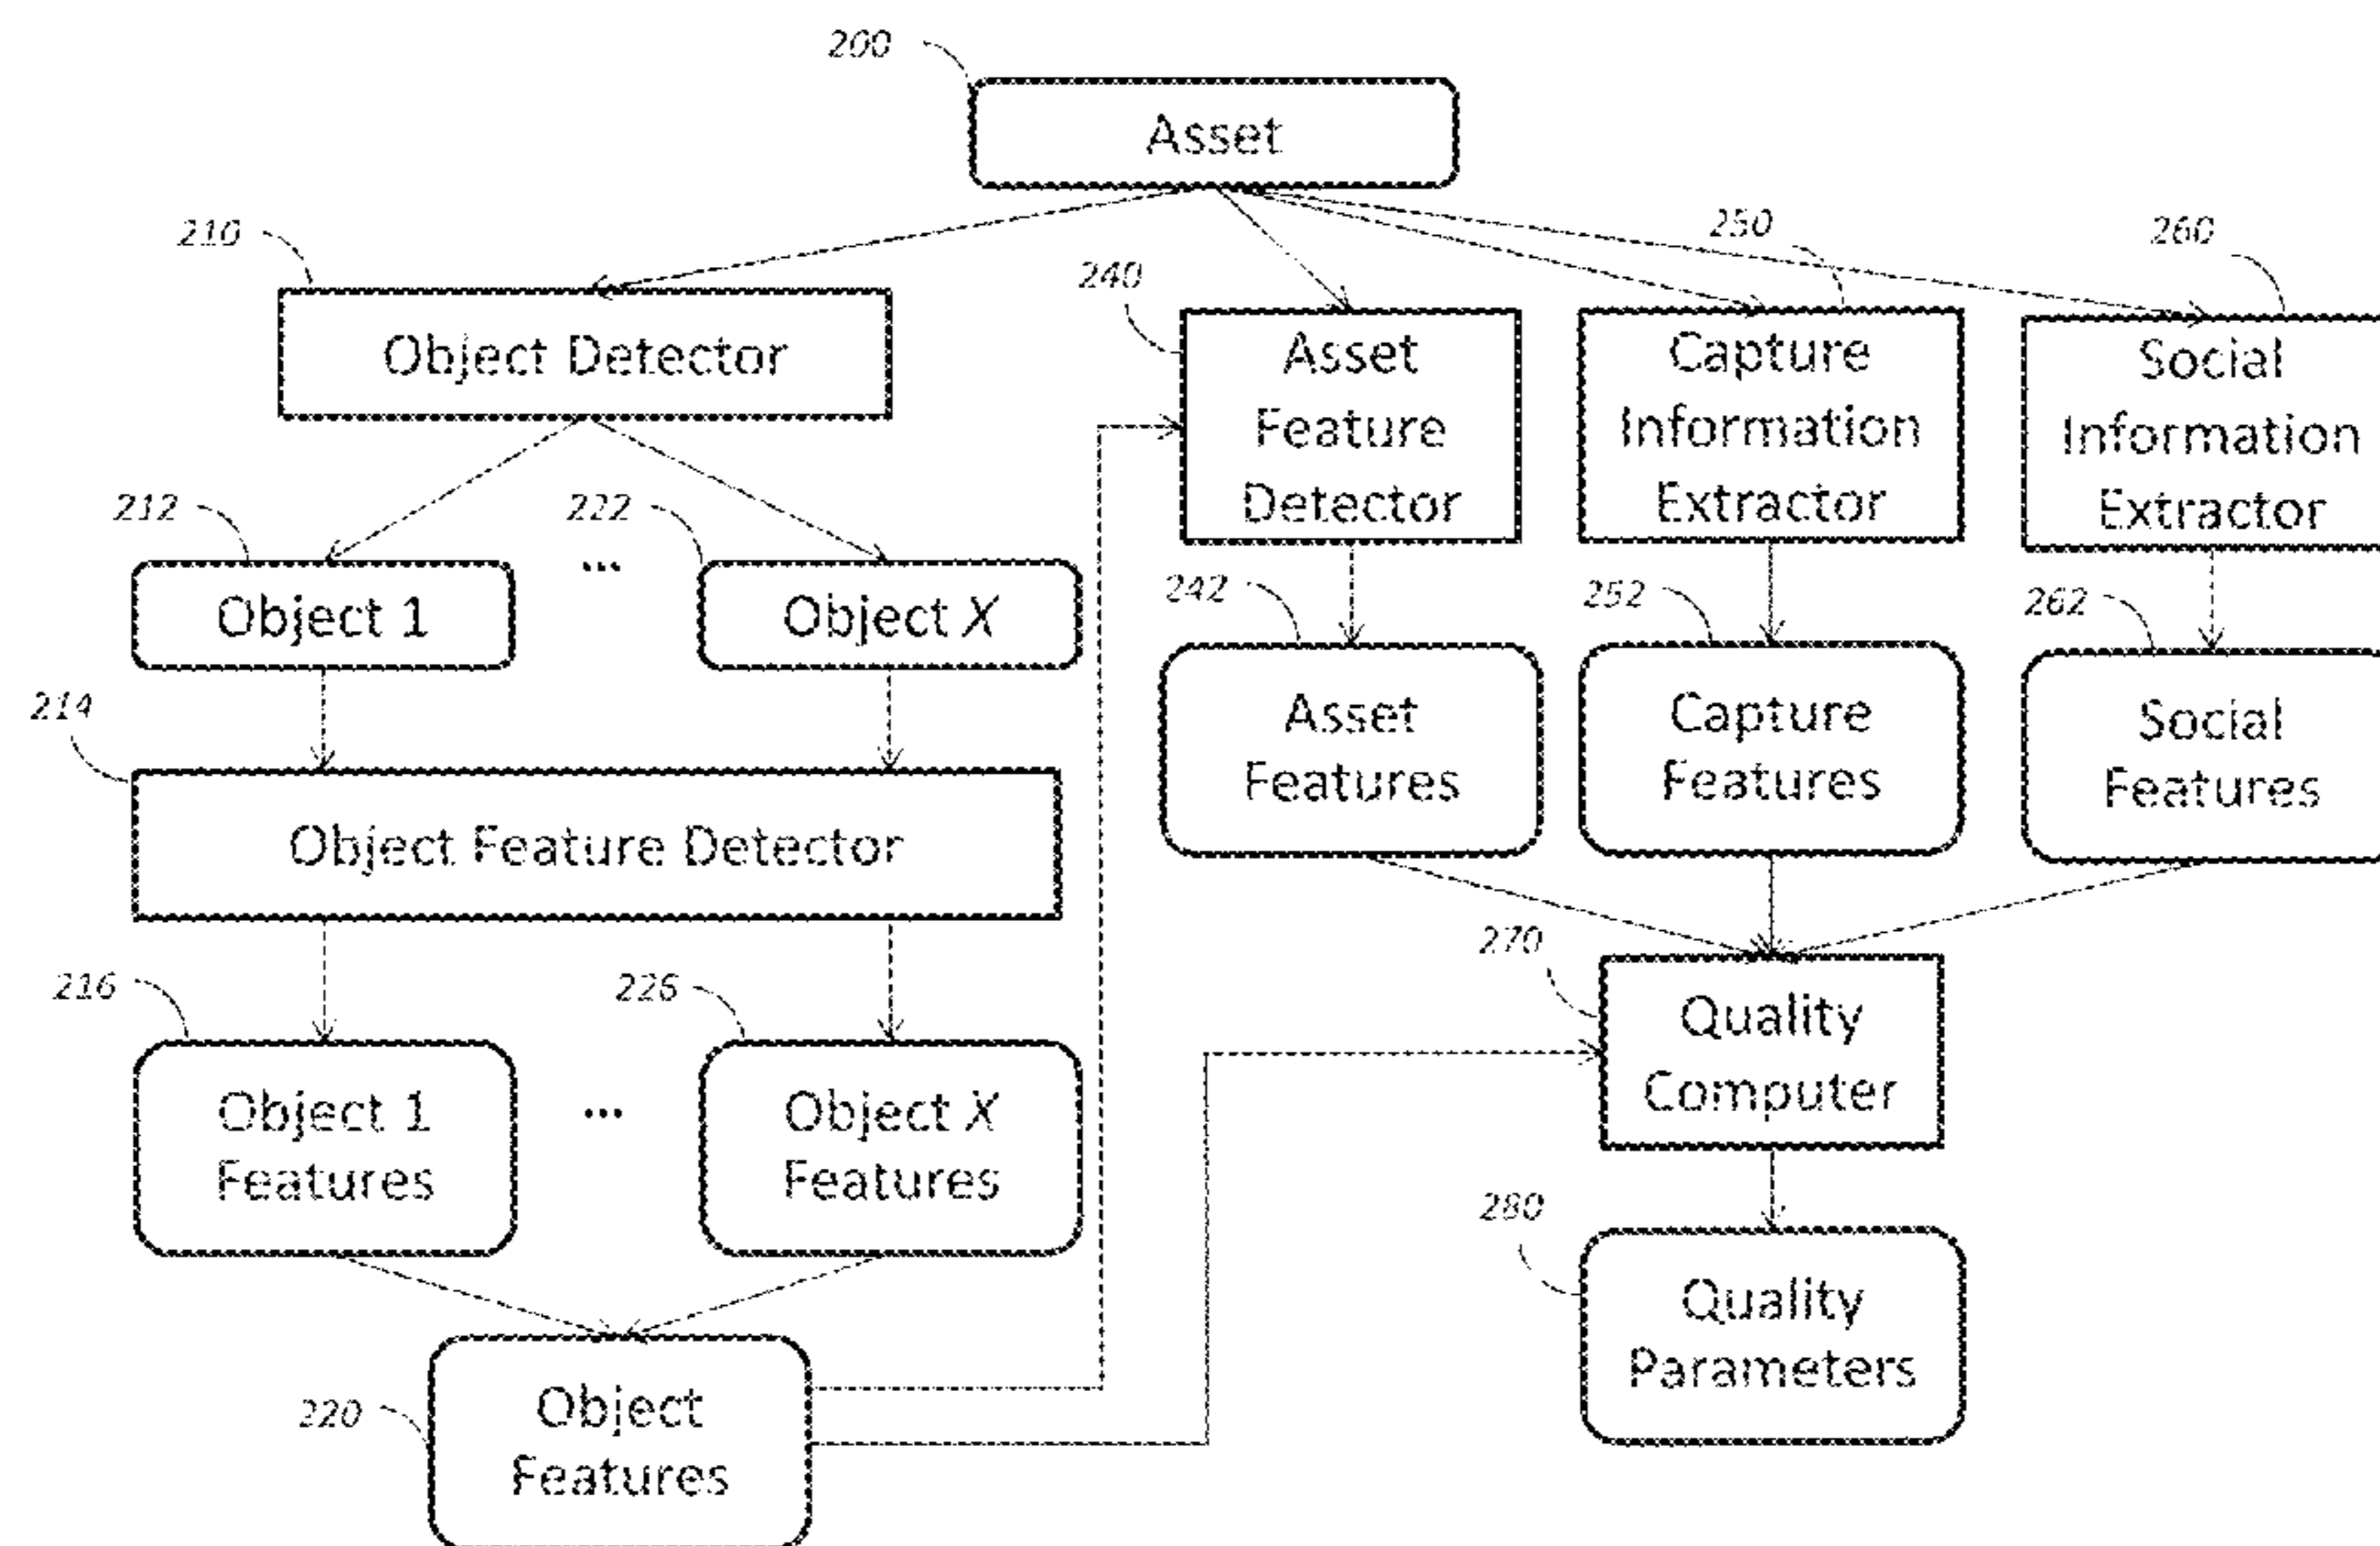 200
Asset
210
240
250
260
Object Detector
Asset
Feature
Detector
Capture
Information
Extractor
Social
Information
Extractor
212
...
222
Object 1
Object X
242
252
262
Asset
Features
Capture
Features
Social
Features
214
Object Feature Detector
216
...
226
Object 1
Features
Object X
Features
270
Quality
Computer
280
Quality
Parameters
220
Object
Features